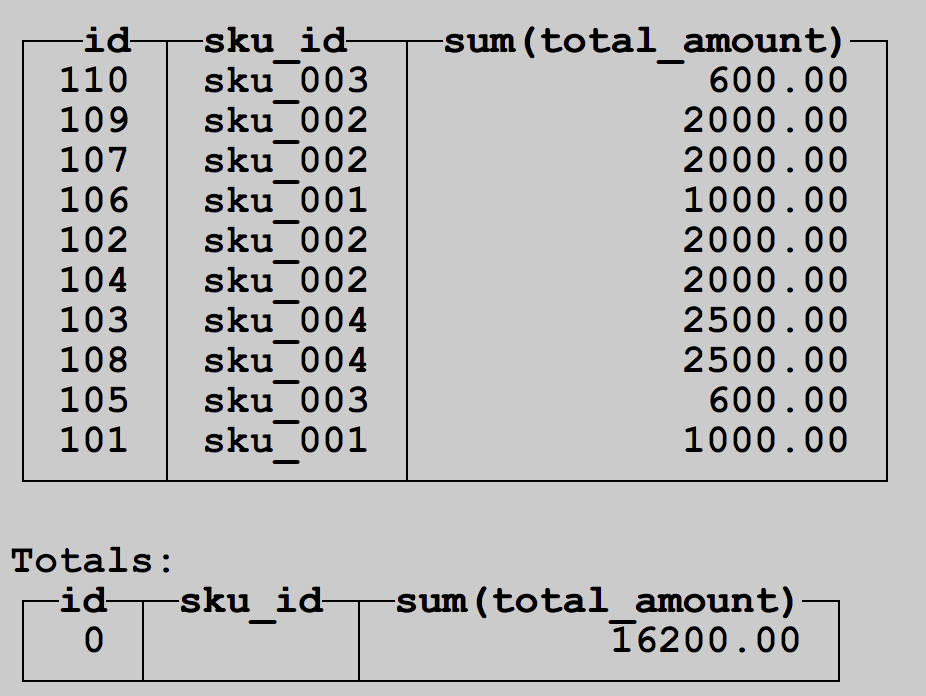 id sku_id sum(total_amount)
110 sku_003 600.00
109 sku_002 2000.00
107 sku_002 2000.00
106 sku_001 1000.00
102 sku_002 2000.00
104 sku_002 2000.00
103 sku_004 2500.00
108 sku_004 2500.00
105 sku_003 600.00
101 sku_001 1000.00
Totals:
id sku_id sum(total_amount)
0 16200.00